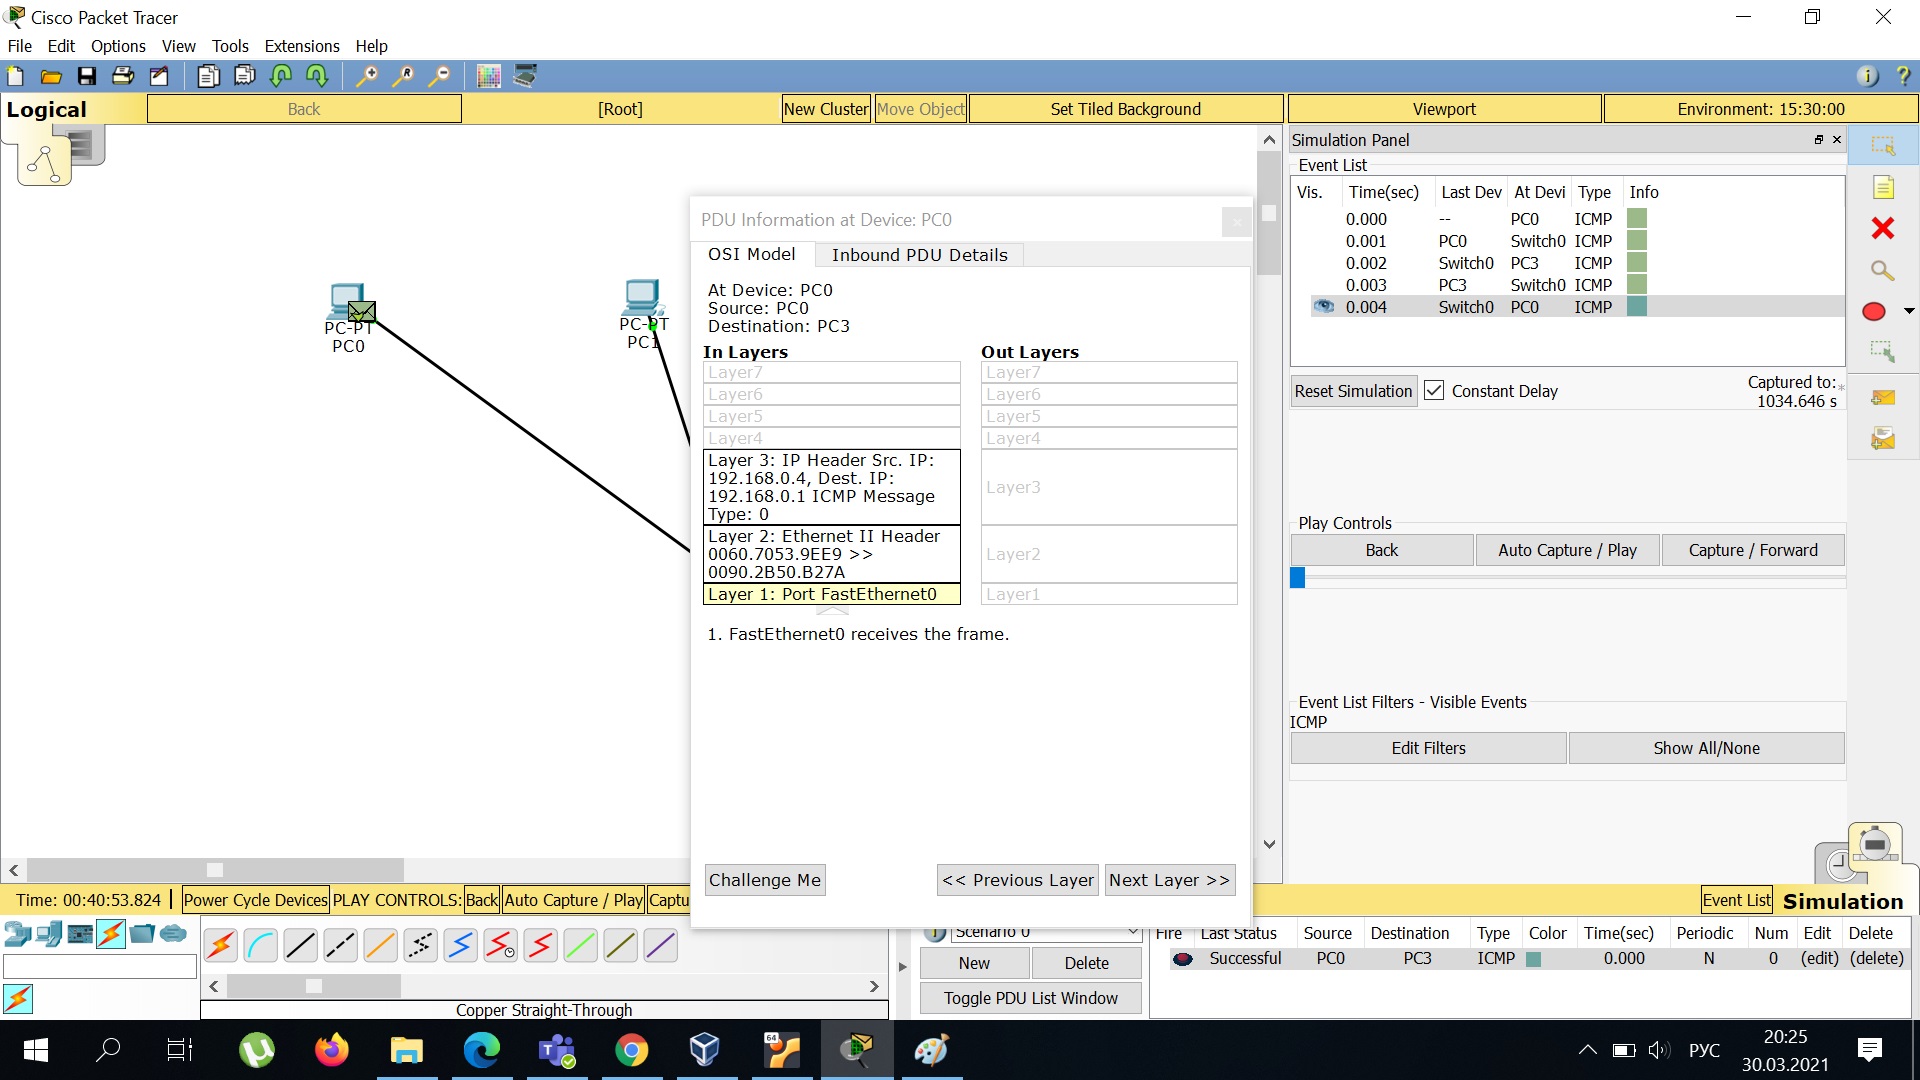 Cisco Packet Tracer
File Edit Options View Tools Extensions Help
Logical Back [Root] New Cluster Move Object Set Tiled Background Viewport Environment: 15:30:00
PC-PT
PC0
PC-PT
PC1
PDU Information at Device: PC0
OSI Model Inbound PDU Details
At Device: PC0
Source: PC0
Destination: PC3
In Layers Out Layers
Layer7 Layer7
Layer6 Layer6
Layer5 Layer5
Layer4 Layer4
Layer 3: IP Header Src. IP:
192.168.0.4, Dest. IP:
192.168.0.1 ICMP Message
Type: 0
Layer3
Layer 2: Ethernet II Header
0060.7053.9EE9 >>
0090.2B50.B27A
Layer2
Layer 1: Port FastEthernet0 Layer1
1. FastEthernet0 receives the frame.
Challenge Me << Previous Layer Next Layer >>
Simulation Panel
Event List
Vis. Time(sec) Last Dev At Devi Type Info
0.000 -- PC0 ICMP
0.001 PC0 Switch0 ICMP
0.002 Switch0 PC3 ICMP
0.003 PC3 Switch0 ICMP
0.004 Switch0 PC0 ICMP
Reset Simulation Constant Delay Captured to: *
1034.646 s
Play Controls
Back Auto Capture / Play Capture / Forward
Event List Filters - Visible Events
ICMP
Edit Filters Show All/None
Time: 00:40:53.824 Power Cycle Devices PLAY CONTROLS: Back Auto Capture / Play Captu Event List Simulation
Copper Straight-Through
Scenario 0
New Delete
Toggle PDU List Window
Fire Last Status Source Destination Type Color Time(sec) Periodic Num Edit Delete
Successful PC0 PC3 ICMP 0.000 N 0 (edit) (delete)
64
РУС
20:25
30.03.2021